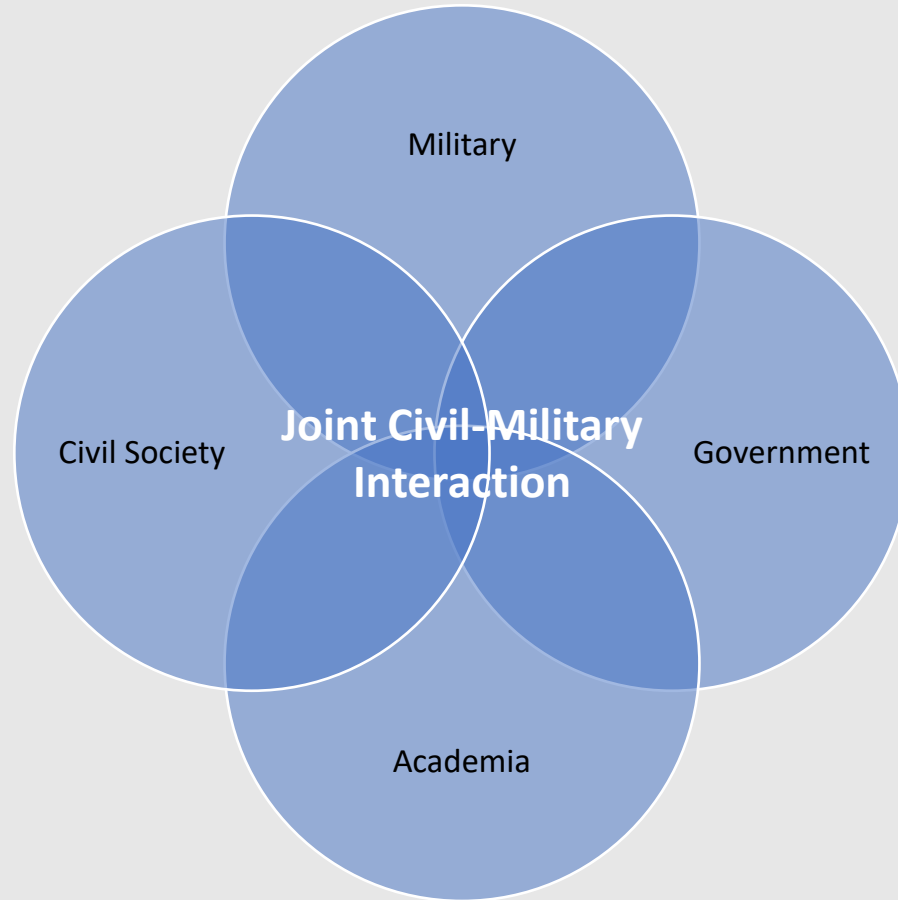 Military
Joint Civil-Military
Civil Society
Government
Interaction
Academia